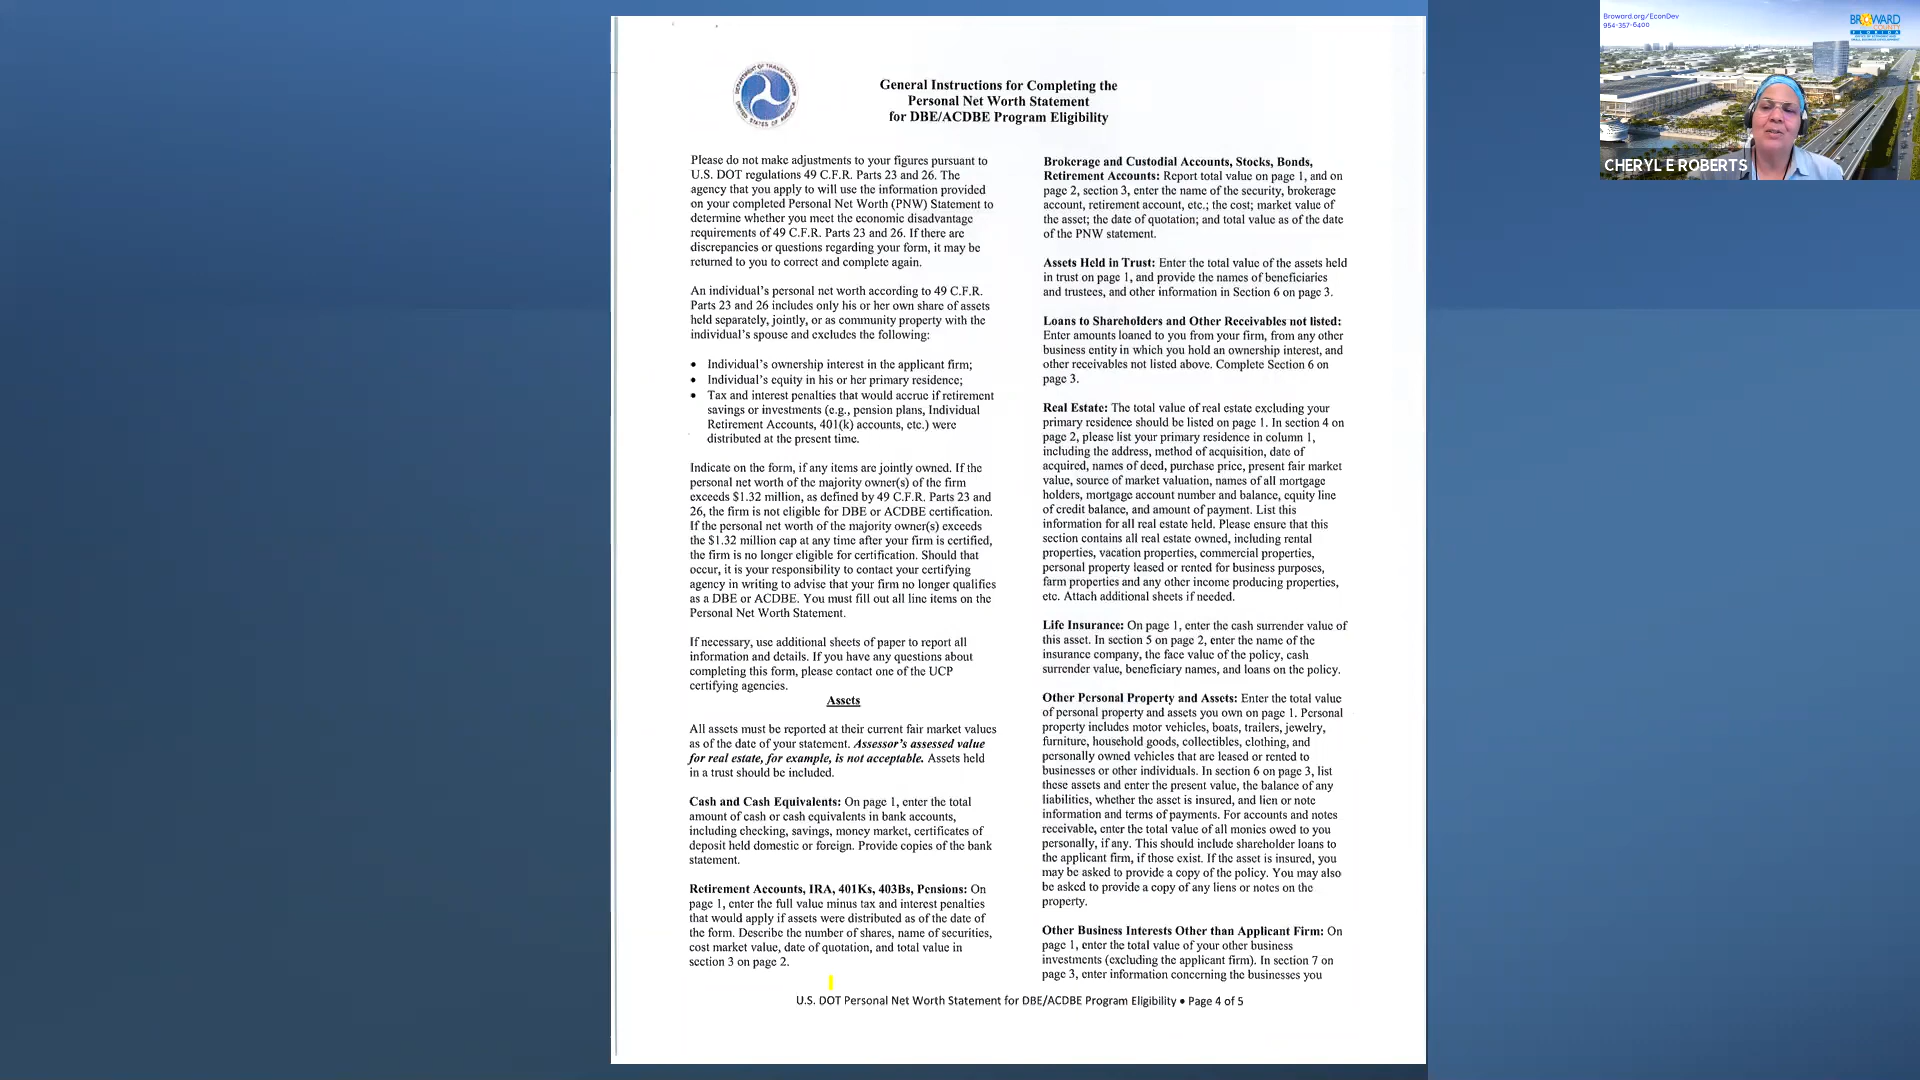 General Instructions for Completing the
Personal Net Worth Statement
for DBE/ACDBE Program Eligibility
Please do not make adjustments to your figures pursuant to
U.S. DOT regulations 49 C.F.R. Parts 23 and 26. The
agency that you apply to will use the information provided
on your completed Personal Net Worth (PNW) Statement to
determine whether you meet the economic disadvantage
requirements of 49 C.F.R. Parts 23 and 26. If there are
discrepancies or questions regarding your form, it may be
returned to you to correct and complete again.
An individual's personal net worth according to 49 C.F.R.
Parts 23 and 26 includes only his or her own share of assets
held separately, jointly, or as community property with the
individual's spouse and excludes the following:
• Individual's ownership interest in the applicant firm;
• Individual's equity in his or her primary residence;
• Tax and interest penalties that would accrue if retirement
savings or investments (e.g., pension plans, Individual
Retirement Accounts, 401(k) accounts, etc.) were
distributed at the present time.
Indicate on the form, if any items are jointly owned. If the
personal net worth of the majority owner(s) of the firm
exceeds $1.32 million, as defined by 49 C.F.R. Parts 23 and
26, the firm is not eligible for DBE or ACDBE certification.
If the personal net worth of the majority owner(s) exceeds
the $1.32 million cap at any time after your firm is certified,
the firm is no longer eligible for certification. Should that
occur, it is your responsibility to contact your certifying
agency in writing to advise that your firm no longer qualifies
as a DBE or ACDBE. You must fill out all line items on the
Personal Net Worth Statement.
If necessary, use additional sheets of paper to report all
information and details. If you have any questions about
completing this form, please contact one of the UCP
certifying agencies.
Assets
All assets must be reported at their current fair market values
as of the date of your statement. Assessor's assessed value
for real estate, for example, is not acceptable. Assets held
in a trust should be included.
Cash and Cash Equivalents: On page 1, enter the total
amount of cash or cash equivalents in bank accounts,
including checking, savings, money market, certificates of
deposit held domestic or foreign. Provide copies of the bank
statement.
Retirement Accounts, IRA, 401Ks, 403Bs, Pensions: On
page 1, enter the full value minus tax and interest penalties
that would apply if assets were distributed as of the date of
the form. Describe the number of shares, name of securities,
cost market value, date of quotation, and total value in
section 3 on page 2.
Brokerage and Custodial Accounts, Stocks, Bonds,
Retirement Accounts: Report total value on page 1, and on
page 2, section 3, enter the name of the security, brokerage
account, retirement account, etc.; the cost; market value of
the asset; the date of quotation; and total value as of the date
of the PNW statement.
Assets Held in Trust: Enter the total value of the assets held
in trust on page 1, and provide the names of beneficiaries
and trustees, and other information in Section 6 on page 3.
Loans to Shareholders and Other Receivables not listed:
Enter amounts loaned to you from your firm, from any other
business entity in which you hold an ownership interest, and
other receivables not listed above. Complete Section 6 on
page 3.
Real Estate: The total value of real estate excluding your
primary residence should be listed on page 1. In section 4 on
page 2, please list your primary residence in column 1,
including the address, method of acquisition, date of
acquired, names of deed, purchase price, present fair market
value, source of market valuation, names of all mortgage
holders, mortgage account number and balance, equity line
of credit balance, and amount of payment. List this
information for all real estate held. Please ensure that this
section contains all real estate owned, including rental
properties, vacation properties, commercial properties,
personal property leased or rented for business purposes,
farm properties and any other income producing properties,
etc. Attach additional sheets if needed.
Life Insurance: On page 1, enter the cash surrender value of
this asset. In section 5 on page 2, enter the name of the
insurance company, the face value of the policy, cash
surrender value, beneficiary names, and loans on the policy.
Other Personal Property and Assets: Enter the total value
of personal property and assets you own on page 1. Personal
property includes motor vehicles, boats, trailers, jewelry,
furniture, household goods, collectibles, clothing, and
personally owned vehicles that are leased or rented to
businesses or other individuals. In section 6 on page 3, list
these assets and enter the present value, the balance of any
liabilities, whether the asset is insured, and lien or note
information and terms of payments. For accounts and notes
receivable, enter the total value of all monies owed to you
personally, if any. This should include shareholder loans to
the applicant firm, if those exist. If the asset is insured, you
may be asked to provide a copy of the policy. You may also
be asked to provide a copy of any liens or notes on the
property.
Other Business Interests Other than Applicant Firm: On
page 1, enter the total value of your other business
investments (excluding the applicant firm). In section 7 on
page 3, enter information concerning the businesses you
U.S. DOT Personal Net Worth Statement for DBE/ACDBE Program Eligibility • Page 4 of 5
DEPARTMENT OF TRANSPORTATION
UNITED STATES OF AMERICA
Broward.org/EconDev
954-357-6400
BROWARD
COUNTY
FLORIDA
CHERYL E ROBERTS